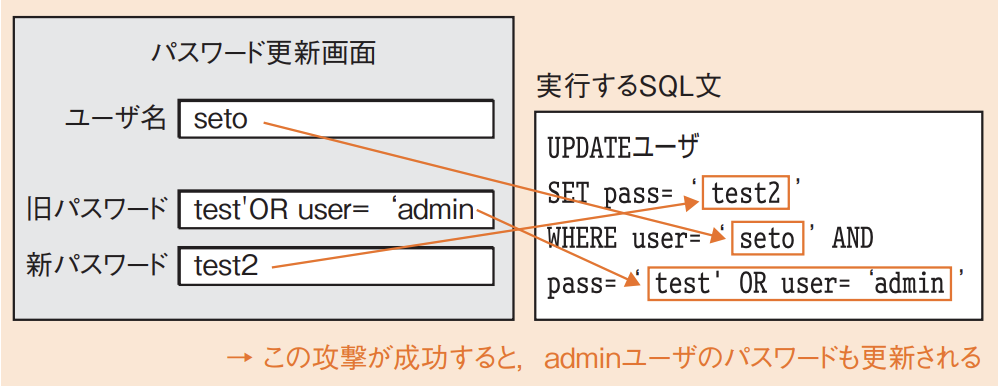 パスワード更新画面
ユーザ名 seto
旧パスワード test'OR user= ‘admin
新パスワード test2
実行するSQL文
UPDATEユーザ
SET pass= ‘test2’
WHERE user=‘seto’ AND
pass=‘test' OR user= ‘admin’
→ この攻撃が成功すると，adminユーザのパスワードも更新される